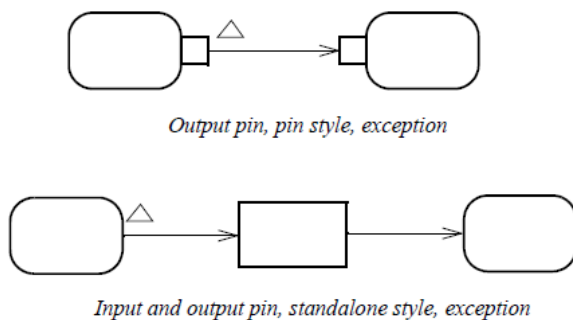 Output pin, pin style, exception
Input and output pin, standalone style, exception